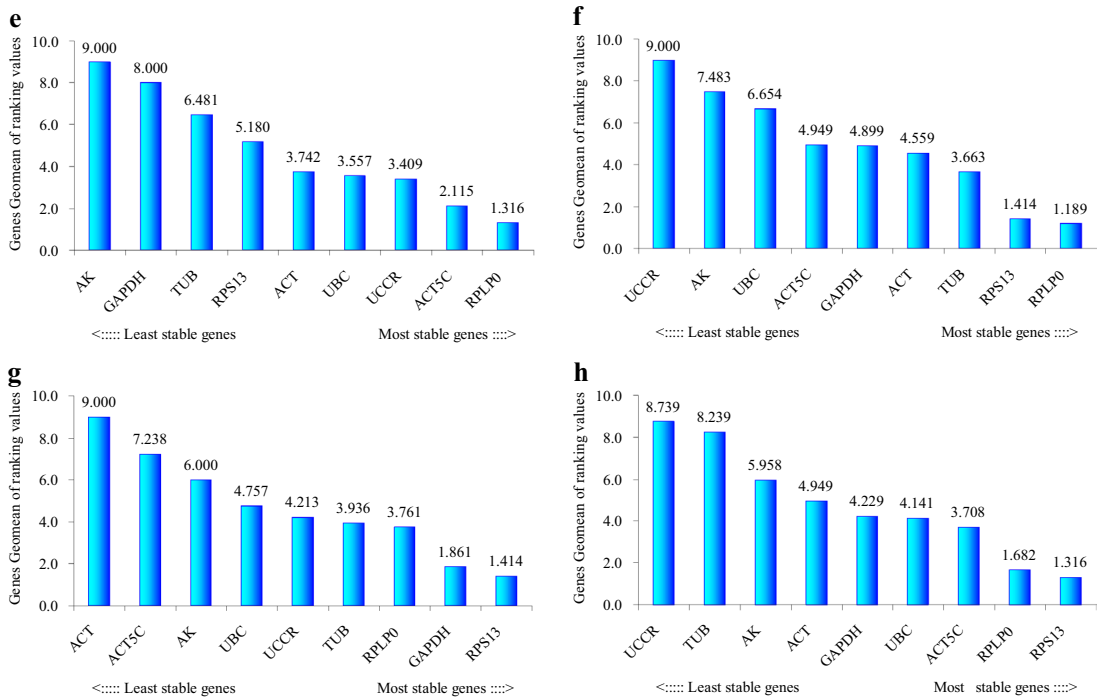 e
Genes Geomean of ranking values
10.0
8.0
6.0
4.0
2.0
0.0
9.000
8.000
6.481
5.180
3.742
3.557
3.409
2.115
1.316
AK
GAPDH
TUB
RPS13
ACT
UBC
UCCR
ACT5C
RPLP0
<::::: Least stable genes
Most stable genes ::::>
f
Genes Geomean of ranking values
10.0
8.0
6.0
4.0
2.0
0.0
9.000
7.483
6.654
4.949
4.899
4.559
3.663
1.414
1.189
UCCR
AK
UBC
ACT5C
GAPDH
ACT
TUB
RPS13
RPLP0
<::::: Least stable genes
Most stable genes ::::>
g
Genes Geomean of ranking values
10.0
8.0
6.0
4.0
2.0
0.0
9.000
7.238
6.000
4.757
4.213
3.936
3.761
1.861
1.414
ACT
ACT5C
AK
UBC
UCCR
TUB
RPLP0
GAPDH
RPS13
<::::: Least stable genes
Most stable genes ::::>
h
Genes Geomean of ranking values
10.0
8.0
6.0
4.0
2.0
0.0
8.739
8.239
5.958
4.949
4.229
4.141
3.708
1.682
1.316
UCCR
TUB
AK
ACT
GAPDH
UBC
ACT5C
RPLP0
RPS13
<::::: Least stable genes
Most stable genes ::::>